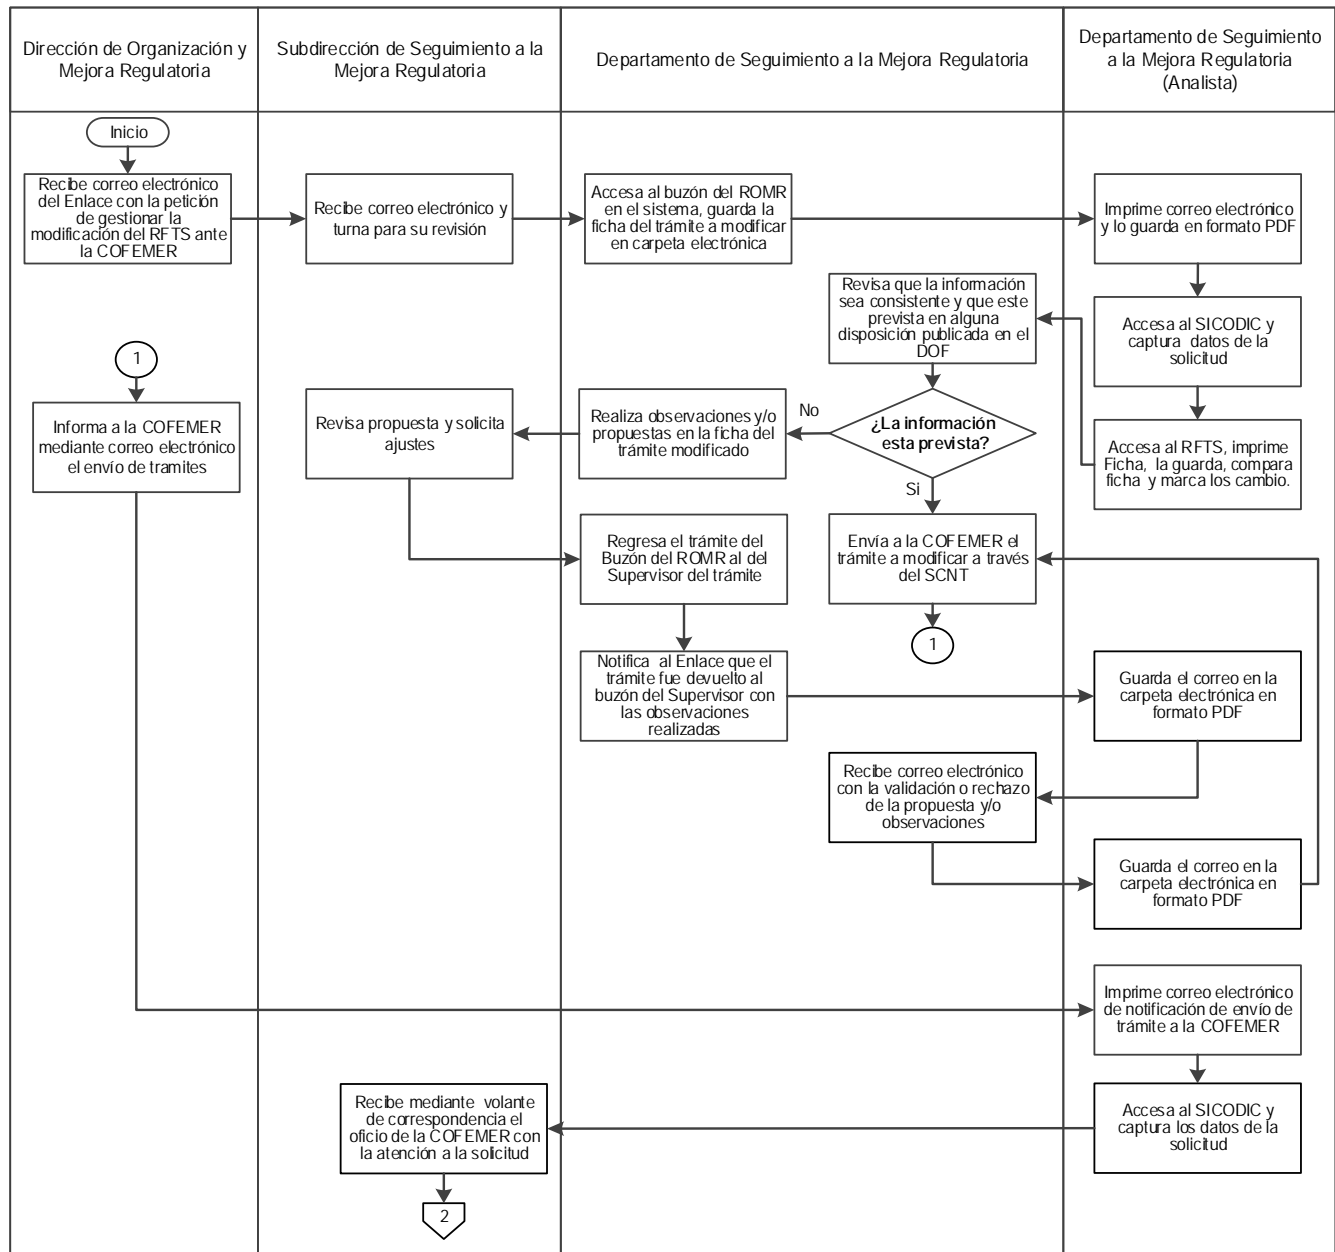 Dirección de Organización y
Mejora Regulatoria
Subdirección de Seguimiento a la
Mejora Regulatoria
Departamento de Seguimiento a la Mejora Regulatoria
Departamento de Seguimiento
a la Mejora Regulatoria
(Analista)
Inicio
Recibe correo electrónico
del Enlace con la petición
de gestionar la
modificación del RFTS ante
la COFEMER
Recibe correo electrónico y
turna para su revisión
Accesa al buzón del ROMR
en el sistema, guarda la
ficha del trámite a modificar
en carpeta electrónica
Imprime correo electrónico
y lo guarda en formato PDF
Revisa que la información
sea consistente y que este
prevista en alguna
disposición publicada en el
DOF
Accesa al SICODIC y
captura datos de la
solicitud
1
Informa a la COFEMER
mediante correo electrónico
el envío de tramites
Revisa propuesta y solicita
ajustes
Realiza observaciones y/o
propuestas en la ficha del
trámite modificado
No
¿La información
esta prevista?
Si
Accesa al RFTS, imprime
Ficha, la guarda, compara
ficha y marca los cambio.
Regresa el trámite del
Buzón del ROMR al del
Supervisor del trámite
Envía a la COFEMER el
trámite a modificar a través
del SCNT
1
Notifica al Enlace que el
trámite fue devuelto al
buzón del Supervisor con
las observaciones
realizadas
Guarda el correo en la
carpeta electrónica en
formato PDF
Recibe correo electrónico
con la validación o rechazo
de la propuesta y/o
observaciones
Guarda el correo en la
carpeta electrónica en
formato PDF
Imprime correo electrónico
de notificación de envío de
trámite a la COFEMER
Recibe mediante volante
de correspondencia el
oficio de la COFEMER con
la atención a la solicitud
Accesa al SICODIC y
captura los datos de la
solicitud
2